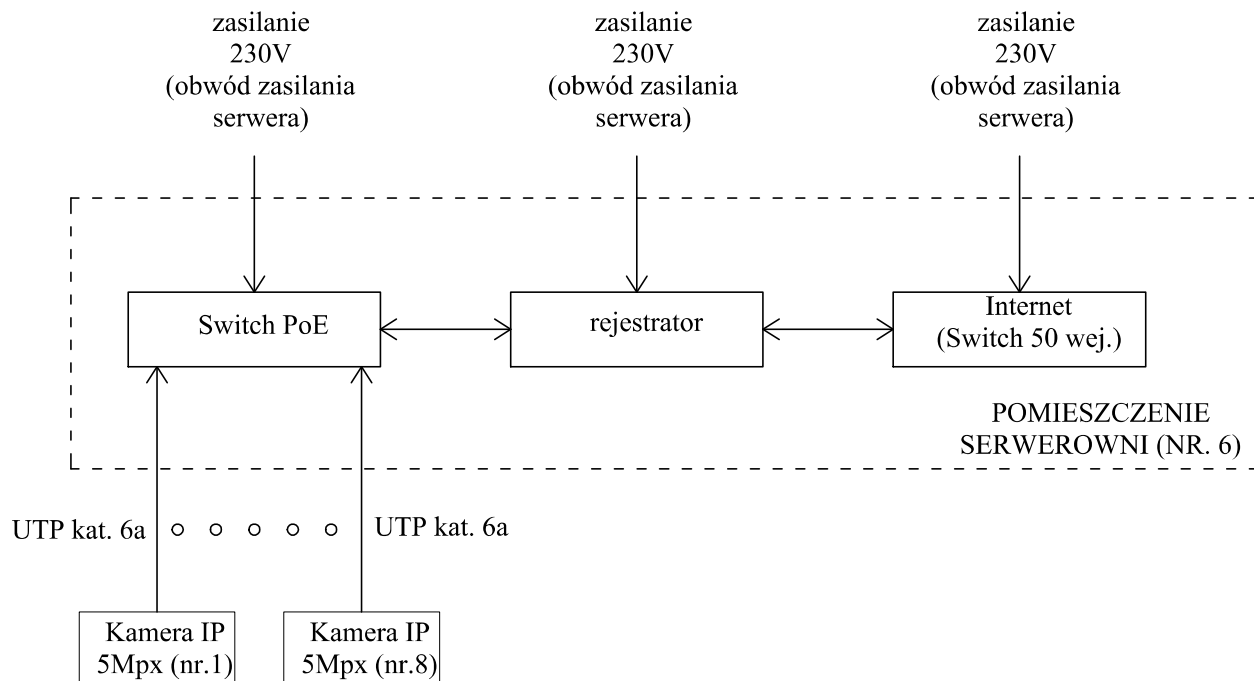 zasilanie
230V
(obwód zasilania
serwera)
zasilanie
230V
(obwód zasilania
serwera)
zasilanie
230V
(obwód zasilania
serwera)
Switch PoE
rejestrator
Internet
(Switch 50 wej.)
POMIESZCZENIE
SERWEROWNI (NR. 6)
UTP kat. 6a
UTP kat. 6a
Kamera IP
5Mpx (nr.1)
Kamera IP
5Mpx (nr.8)